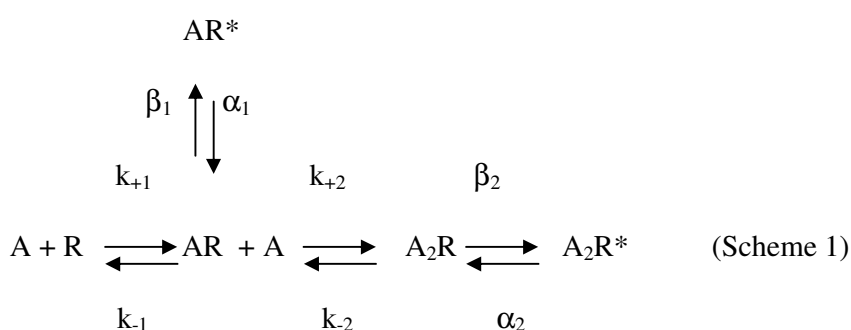 AR*
β₁ α₁
k₊₁ k₊₂ β₂
A + R AR + A A₂R A₂R* (Scheme 1)
k₋₁ k₋₂ α₂